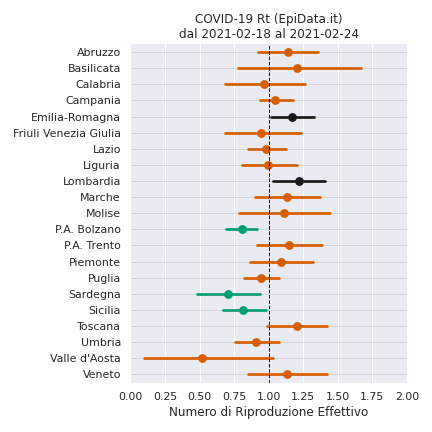 COVID-19 Rt (EpiData.it)
dal 2021-02-18 al 2021-02-24
Abruzzo
Basilicata
Calabria
Campania
Emilia-Romagna
Friuli Venezia Giulia
Lazio
Liguria
Lombardia
Marche
Molise
P.A. Bolzano
P.A. Trento
Piemonte
Puglia
Sardegna
Sicilia
Toscana
Umbria
Valle d'Aosta
Veneto
0.00 0.25 0.50 0.75 1.00 1.25 1.50 1.75 2.00
Numero di Riproduzione Effettivo